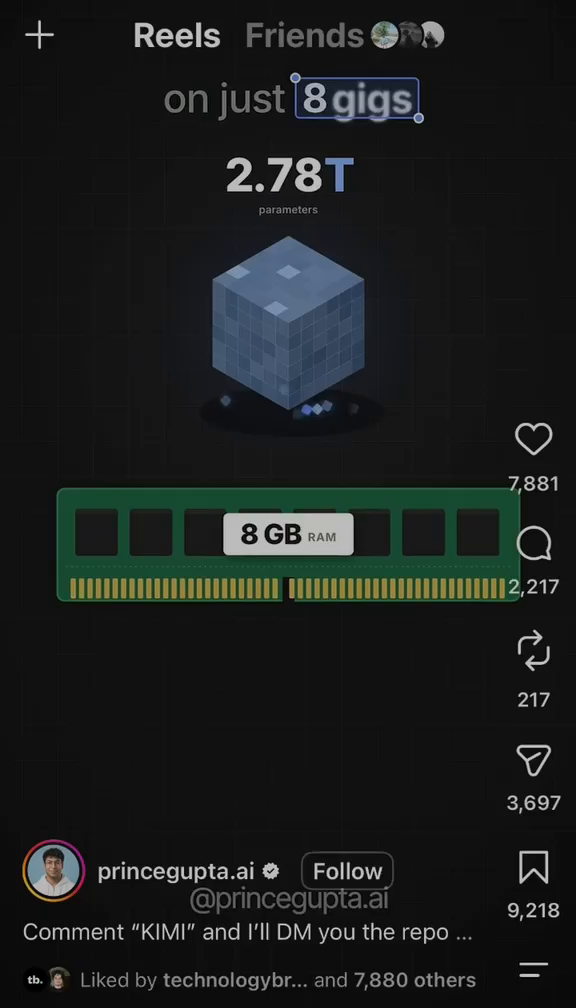 Reels Friends
on just 8 gigs
2.78T
parameters
8 GB RAM
7,881
2,217
217
3,697
princegupta.ai Follow
@princegupta.ai
9,218
Comment “KIMI” and I’ll DM you the repo ...
tb. Liked by technologybr... and 7,880 others